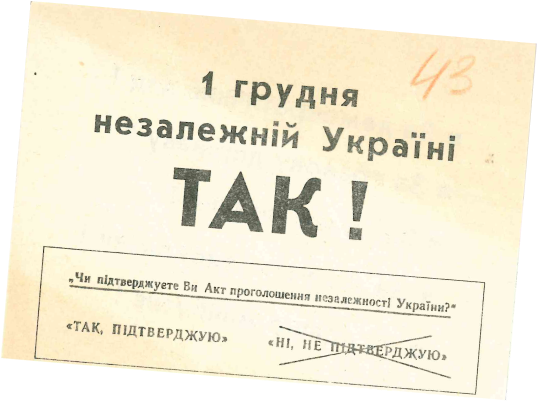 43
1 грудня
незалежній Україні
ТАК !
„Чи підтверджуєте Ви Акт проголошення незалежності України?“
«ТАК, ПІДТВЕРДЖУЮ»
«НІ, НЕ ПІДТВЕРДЖУЮ»